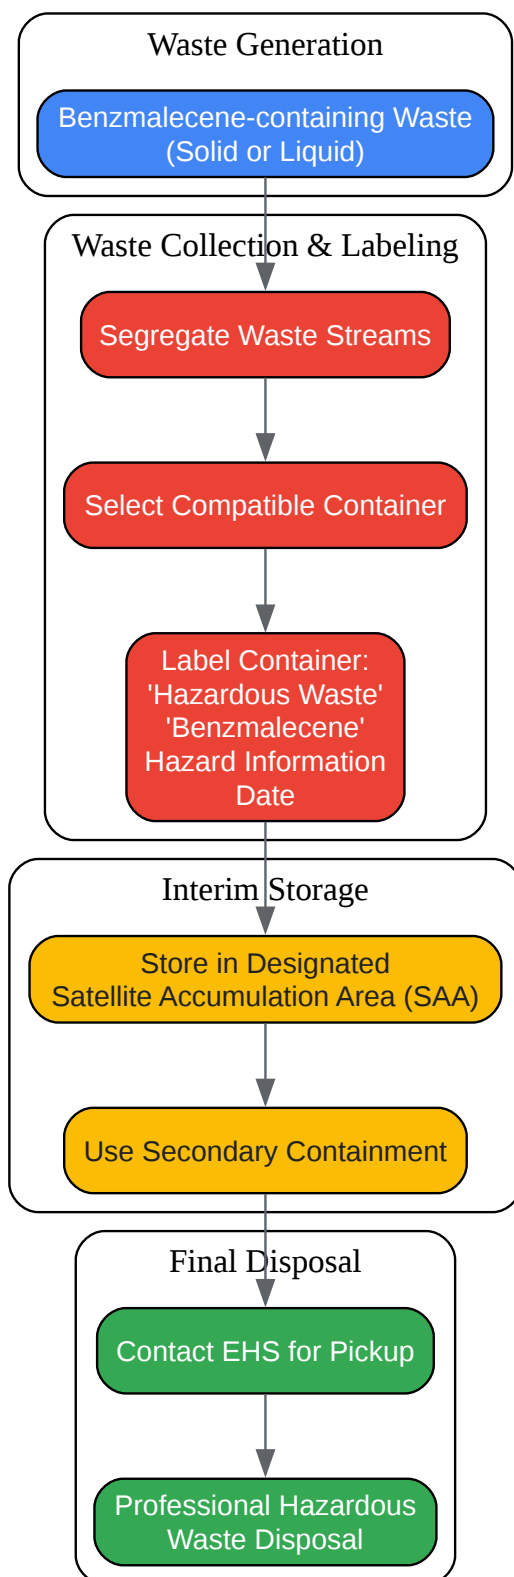 Waste Generation
Benzmalecene-containing Waste
(Solid or Liquid)
Waste Collection & Labeling
Segregate Waste Streams
Select Compatible Container
Label Container:
'Hazardous Waste'
'Benzmalecene'
Hazard Information
Date
Interim Storage
Store in Designated
Satellite Accumulation Area (SAA)
Use Secondary Containment
Final Disposal
Contact EHS for Pickup
Professional Hazardous
Waste Disposal